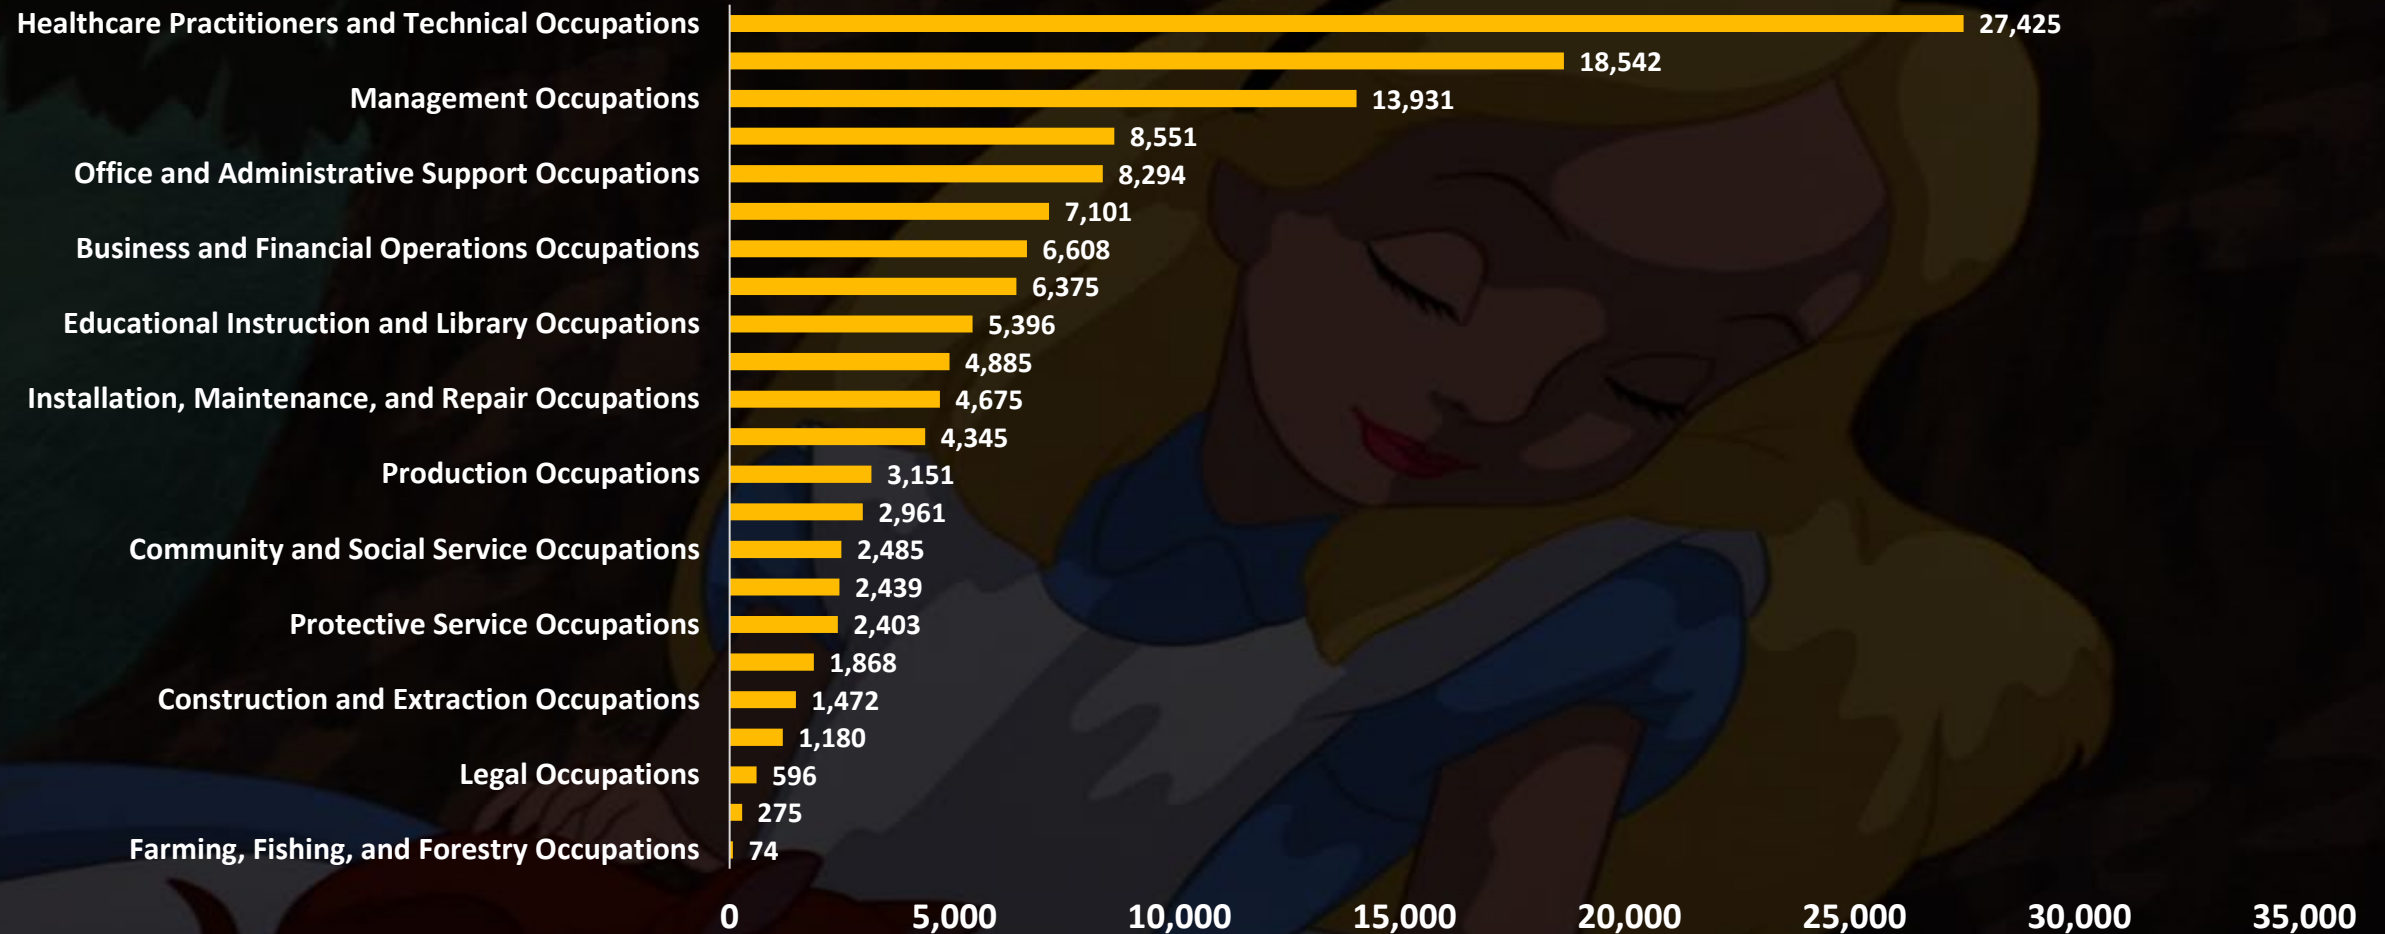 Healthcare Practitioners and Technical Occupations 27,425
18,542
Management Occupations 13,931
8,551
Office and Administrative Support Occupations 8,294
7,101
Business and Financial Operations Occupations 6,608
6,375
Educational Instruction and Library Occupations 5,396
4,885
Installation, Maintenance, and Repair Occupations 4,675
4,345
Production Occupations 3,151
2,961
Community and Social Service Occupations 2,485
2,439
Protective Service Occupations 2,403
1,868
Construction and Extraction Occupations 1,472
1,180
Legal Occupations 596
275
Farming, Fishing, and Forestry Occupations 74
0 5,000 10,000 15,000 20,000 25,000 30,000 35,000